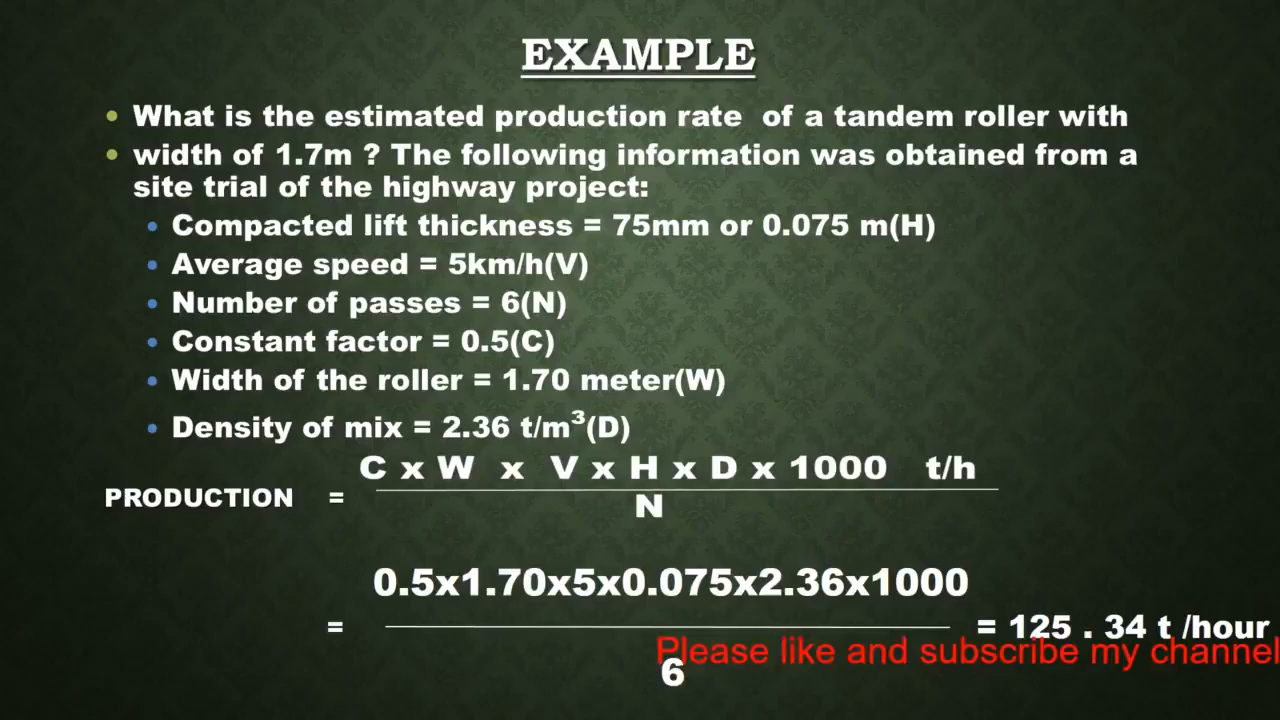 EXAMPLE
• What is the estimated production rate of a tandem roller with
• width of 1.7m ? The following information was obtained from a
site trial of the highway project:
• Compacted lift thickness = 75mm or 0.075 m(H)
• Average speed = 5km/h(V)
• Number of passes = 6(N)
• Constant factor = 0.5(C)
• Width of the roller = 1.70 meter(W)
• Density of mix = 2.36 t/m³(D)
C x W x V x H x D x 1000 t/h
PRODUCTION =
N
0.5x1.70x5x0.075x2.36x1000
= = 125 . 34 t /hour
Please like and subscribe my channel
6